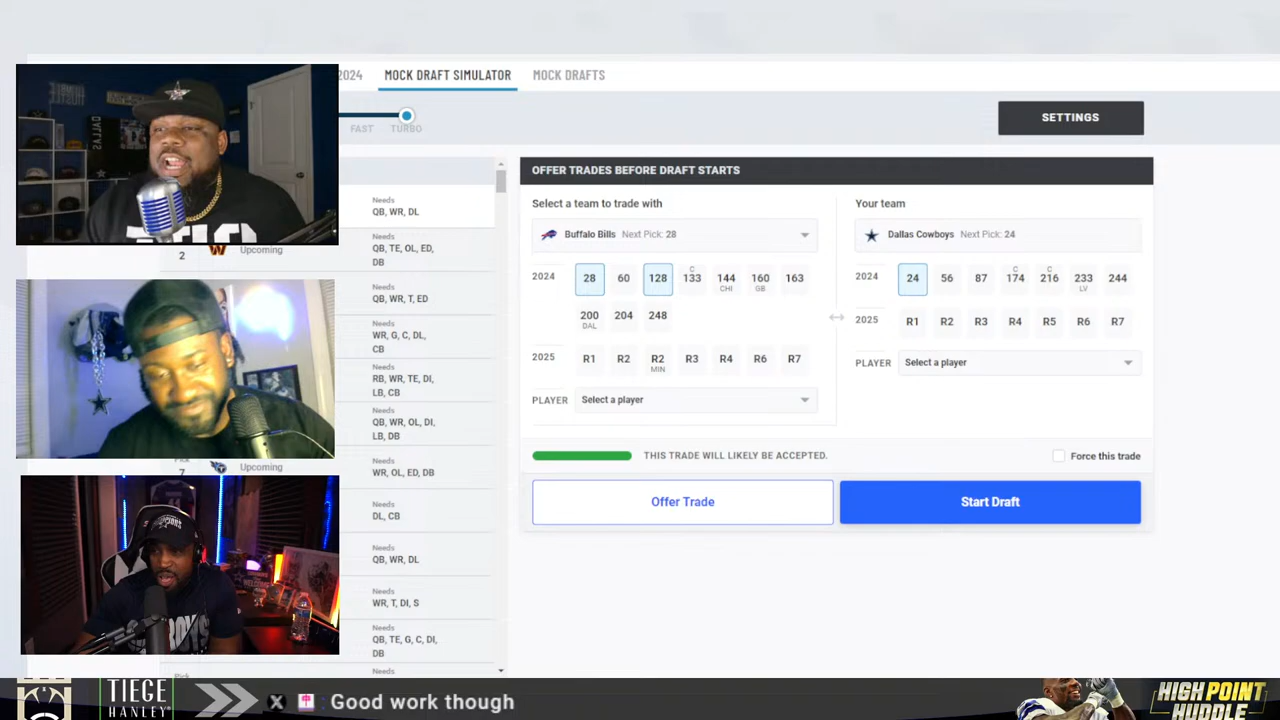 2024 MOCK DRAFT SIMULATOR MOCK DRAFTS
FAST TURBO
SETTINGS
Needs
QB, WR, DL
2 Upcoming
Needs
QB, TE, OL, ED,
DB
Needs
QB, WR, T, ED
Needs
WR, G, C, DL,
CB
Needs
RB, WR, TE, DI,
LB, CB
Needs
QB, WR, OL, DI,
LB, DB
Pick
7 Upcoming
Needs
WR, OL, ED, DB
Needs
DL, CB
Needs
QB, WR, DL
Needs
WR, T, DI, S
Needs
QB, TE, G, C, DI,
DB
Pick
Needs
OFFER TRADES BEFORE DRAFT STARTS
Select a team to trade with
Buffalo Bills Next Pick: 28
2024 28 60 128 C 133 144 CHI 160 GB 163
200 DAL 204 248
2025 R1 R2 R2 MIN R3 R4 R6 R7
PLAYER Select a player
Your team
Dallas Cowboys Next Pick: 24
2024 24 56 87 C 174 C 216 233 LV 244
2025 R1 R2 R3 R4 R5 R6 R7
PLAYER Select a player
THIS TRADE WILL LIKELY BE ACCEPTED.
Force this trade
Offer Trade
Start Draft
DALLAS
TIEGE
HANLEY
X : Good work though
HIGH POINT
HUDDLE